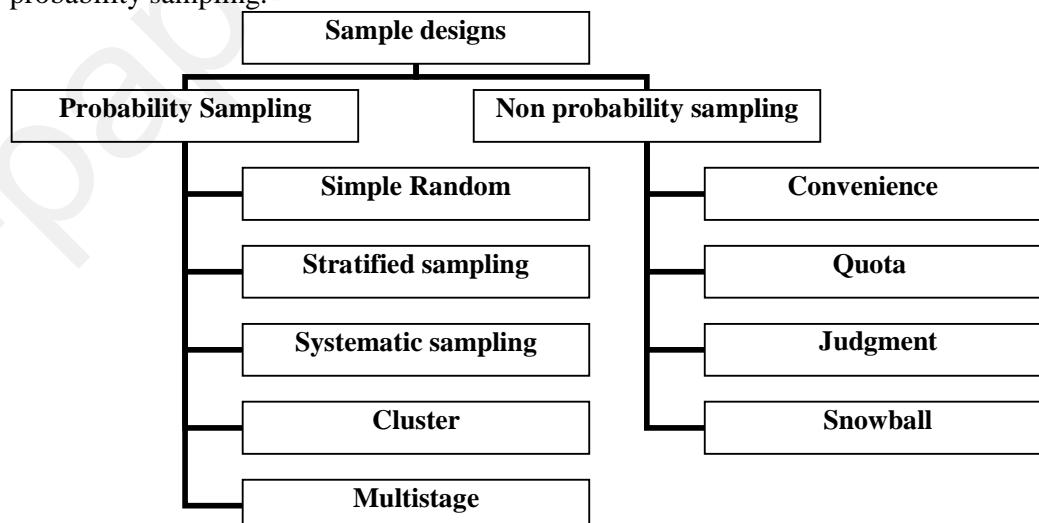 probability sampling.
Sample designs
Probability Sampling
Non probability sampling
Simple Random
Stratified sampling
Systematic sampling
Cluster
Multistage
Convenience
Quota
Judgment
Snowball